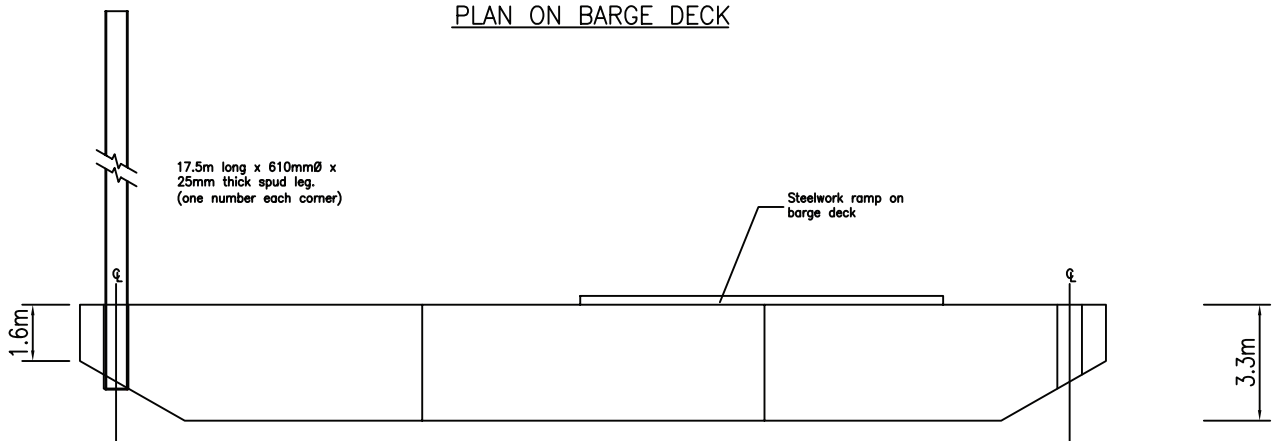 PLAN ON BARGE DECK
17.5m long x 610mmØ x
25mm thick spud leg.
(one number each corner)
Steelwork ramp on
barge deck
℄
℄
1.6m
3.3m